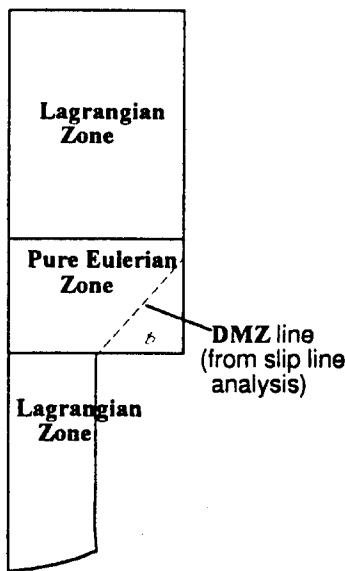 Lagrangian
Zone
Pure Eulerian
Zone
DMZ line
(from slip line
analysis)
Lagrangian
Zone